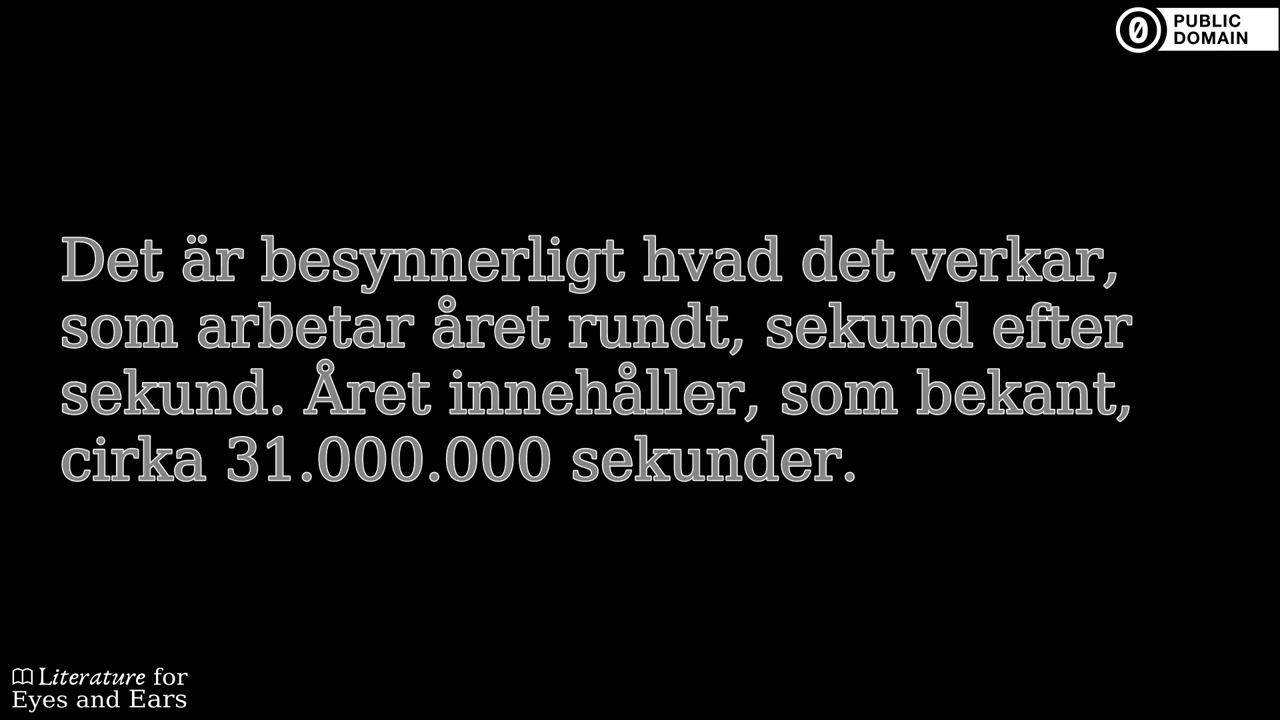 PUBLIC
DOMAIN
Det är besynnerligt hvad det verkar,
som arbetar året rundt, sekund efter
sekund. Året innehåller, som bekant,
cirka 31.000.000 sekunder.
Literature for
Eyes and Ears